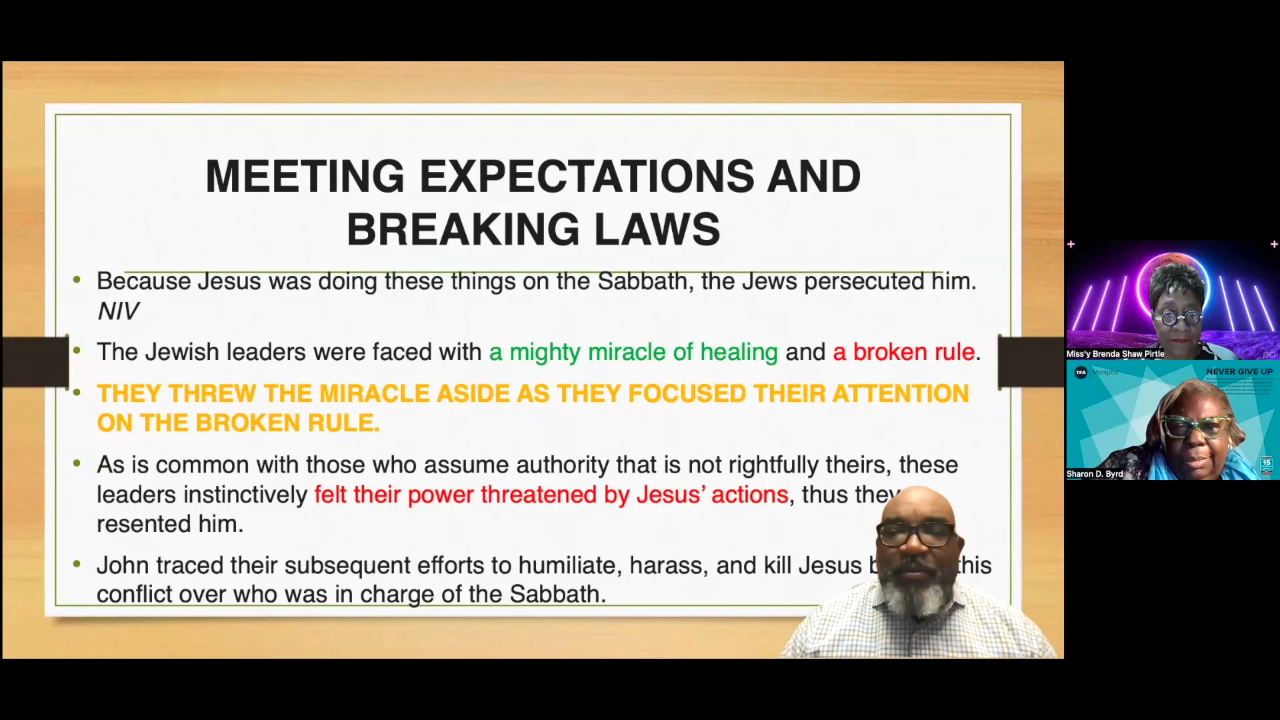 MEETING EXPECTATIONS AND
BREAKING LAWS
• Because Jesus was doing these things on the Sabbath, the Jews persecuted him.
NIV
• The Jewish leaders were faced with a mighty miracle of healing and a broken rule.
• THEY THREW THE MIRACLE ASIDE AS THEY FOCUSED THEIR ATTENTION
ON THE BROKEN RULE.
• As is common with those who assume authority that is not rightfully theirs, these
leaders instinctively felt their power threatened by Jesus’ actions, thus they
resented him.
• John traced their subsequent efforts to humiliate, harass, and kill Jesus this
conflict over who was in charge of the Sabbath.
Miss'y Brenda Shaw Pirtle
TFA Memphis
NEVER GIVE UP
15
Sharon D. Byrd